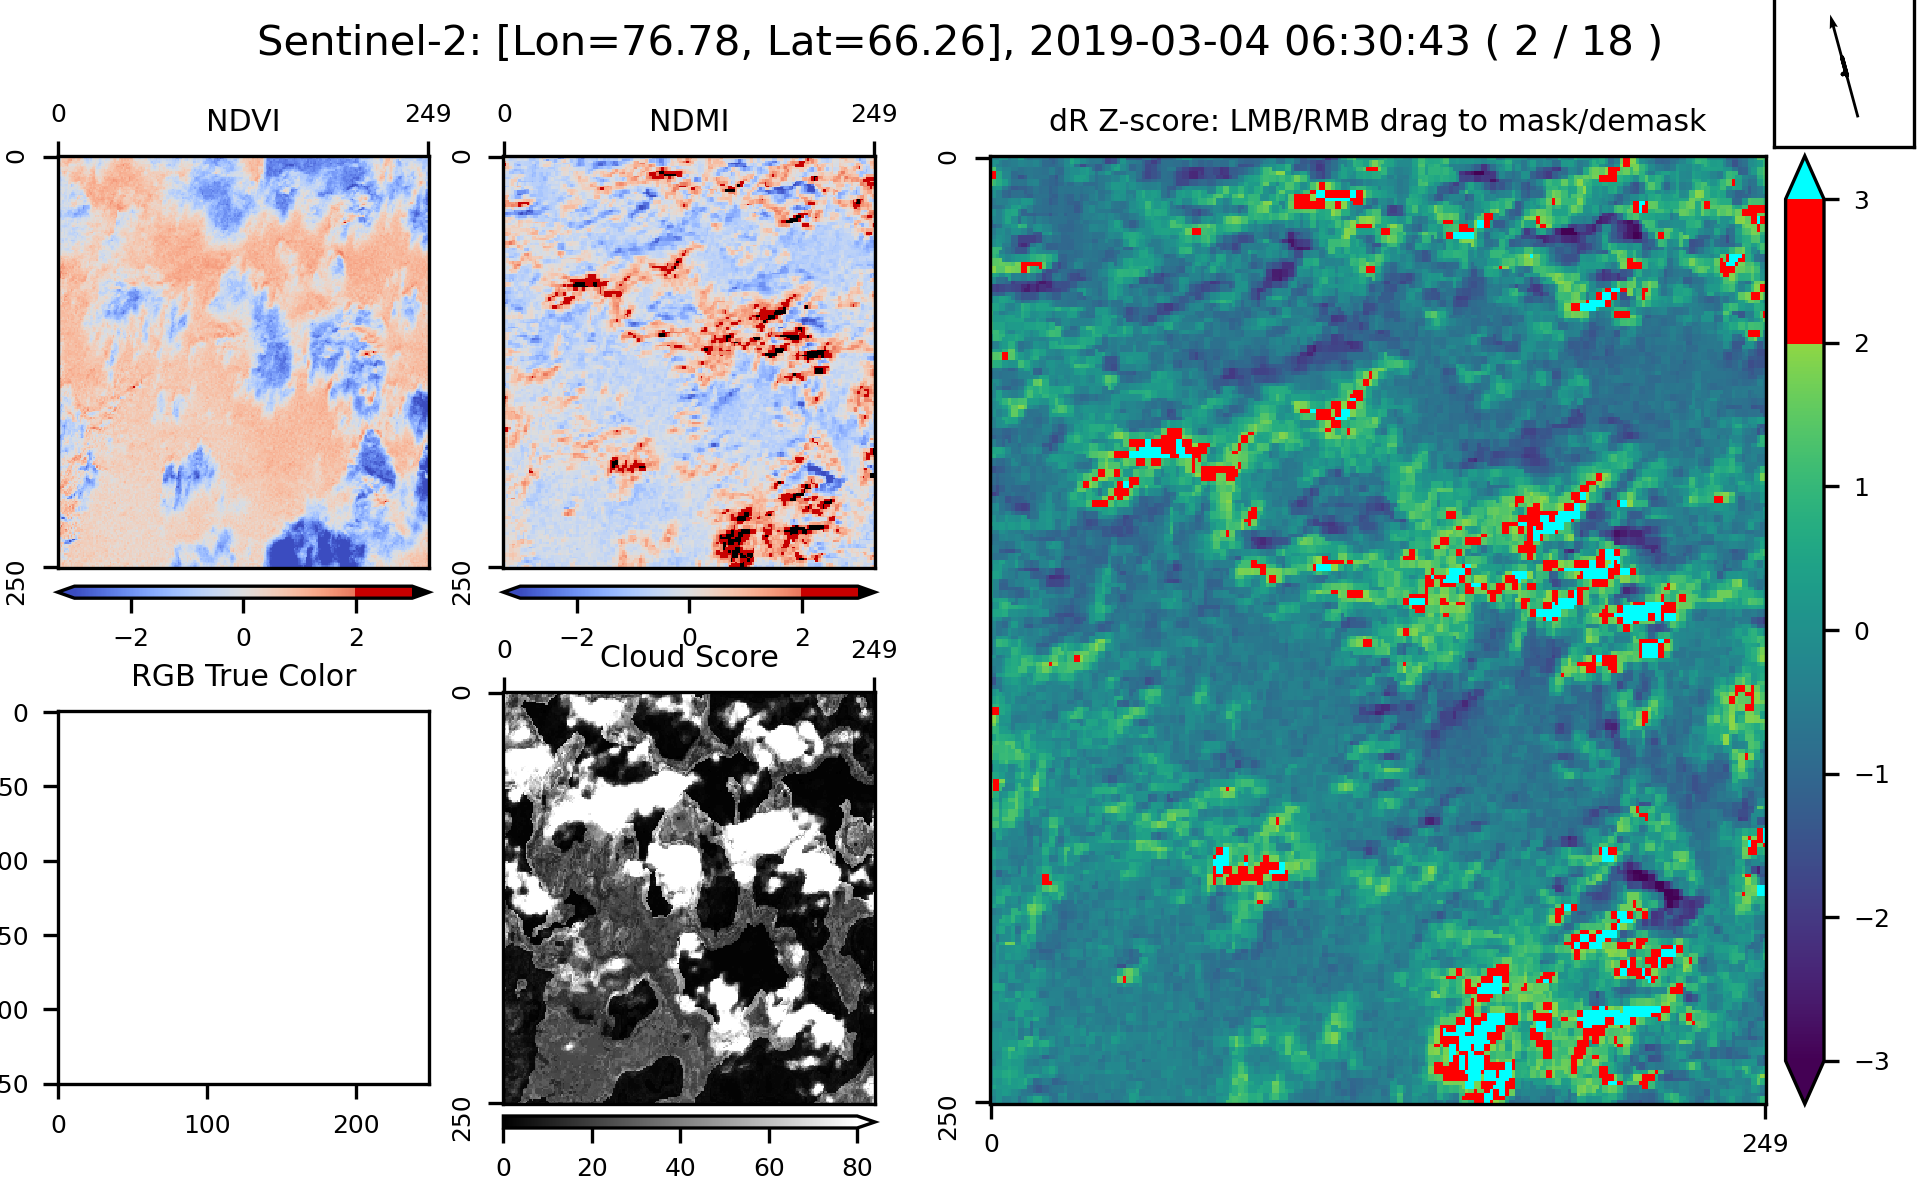 Sentinel-2: [Lon=76.78, Lat=66.26], 2019-03-04 06:30:43 ( 2 / 18 )
0 NDVI 249
0 NDMI 249
dR Z-score: LMB/RMB drag to mask/demask
0
250
0
250
0
250
0 249
3
2
1
0
−1
−2
−3
−2 0 2
−2 0 2
RGB True Color
0 Cloud Score 249
0
50
00
50
00
50
0 100 200
0
250
0 20 40 60 80